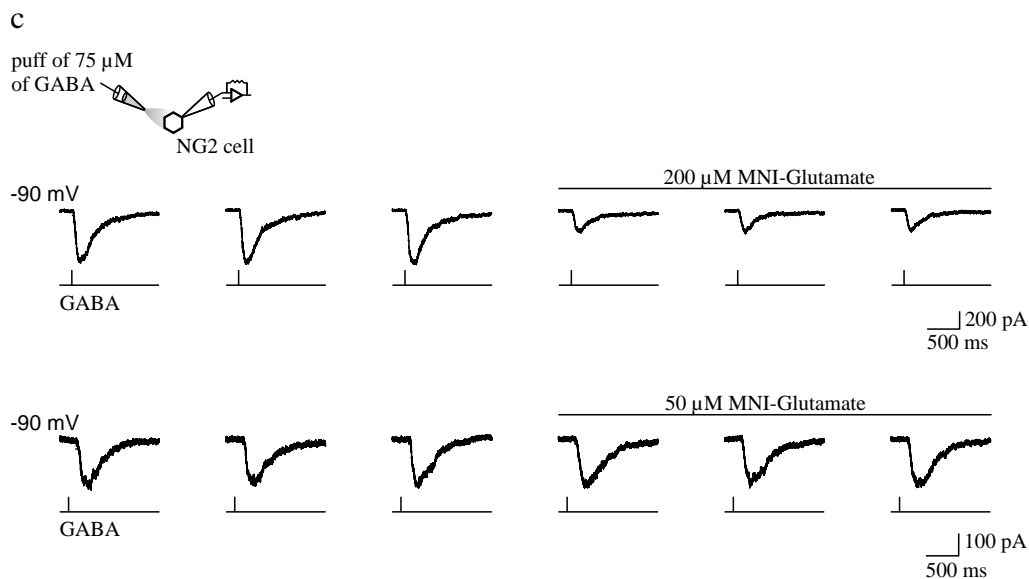 c
puff of 75 µM
of GABA
NG2 cell
-90 mV
200 µM MNI-Glutamate
GABA
200 pA
500 ms
-90 mV
50 µM MNI-Glutamate
GABA
100 pA
500 ms